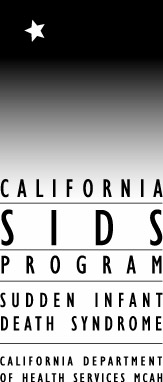 CALIFORNIA
SIDS
PROGRAM
SUDDEN INFANT
DEATH SYNDROME
CALIFORNIA DEPARTMENT
OF HEALTH SERVICES MCAH